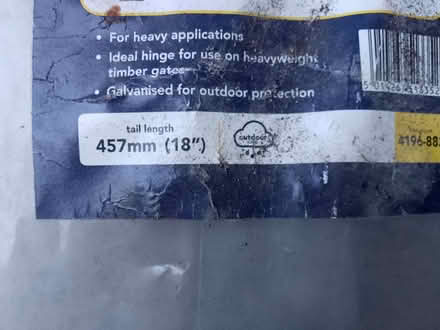 • For heavy applications
• Ideal hinge for use on heavyweight
timber gates
• Galvanised for outdoor protection
tail length
457mm (18")
outdoor